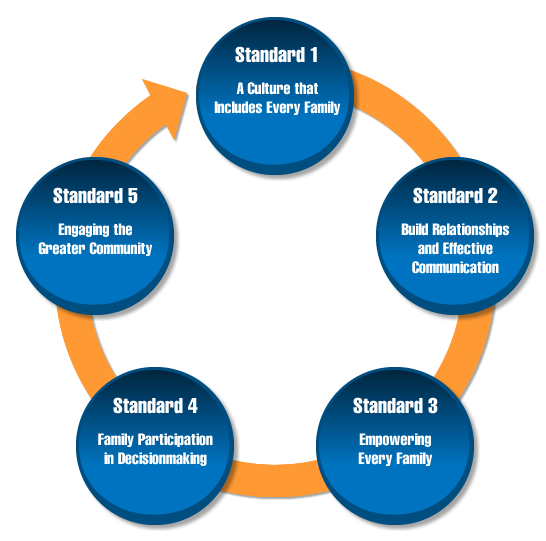 Standard 1
A Culture that
Includes Every Family
Standard 2
Build Relationships
and Effective
Communication
Standard 3
Empowering
Every Family
Standard 4
Family Participation
in Decisionmaking
Standard 5
Engaging the
Greater Community